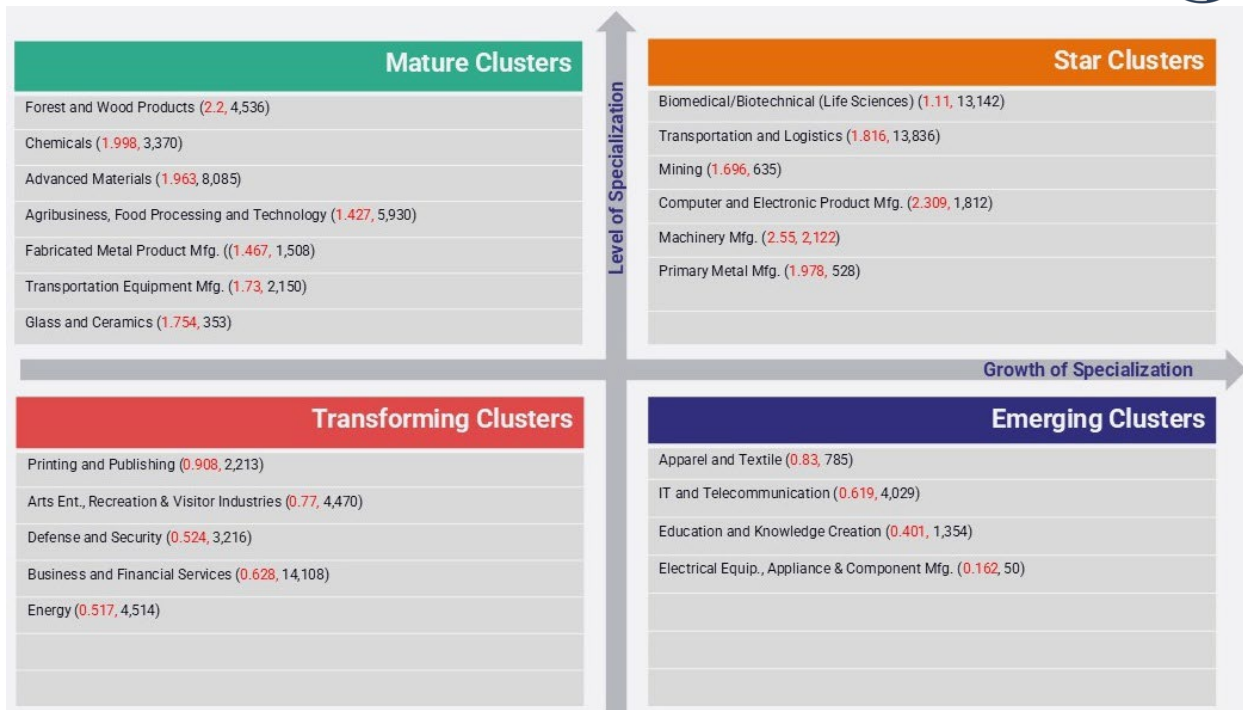 Mature Clusters
Forest and Wood Products (2.2, 4,536)
Chemicals (1.998, 3,370)
Advanced Materials (1.963, 8,085)
Agribusiness, Food Processing and Technology (1.427, 5,930)
Fabricated Metal Product Mfg. ((1.467, 1,508)
Transportation Equipment Mfg. (1.73, 2,150)
Glass and Ceramics (1.754, 353)
Level of Specialization
Star Clusters
Biomedical/Biotechnical (Life Sciences) (1.11, 13,142)
Transportation and Logistics (1.816, 13,836)
Mining (1.696, 635)
Computer and Electronic Product Mfg. (2.309, 1,812)
Machinery Mfg. (2.55, 2,122)
Primary Metal Mfg. (1.978, 528)
Growth of Specialization
Transforming Clusters
Printing and Publishing (0.908, 2,213)
Arts Ent., Recreation & Visitor Industries (0.77, 4,470)
Defense and Security (0.524, 3,216)
Business and Financial Services (0.628, 14,108)
Energy (0.517, 4,514)
Emerging Clusters
Apparel and Textile (0.83, 785)
IT and Telecommunication (0.619, 4,029)
Education and Knowledge Creation (0.401, 1,354)
Electrical Equip., Appliance & Component Mfg. (0.162, 50)